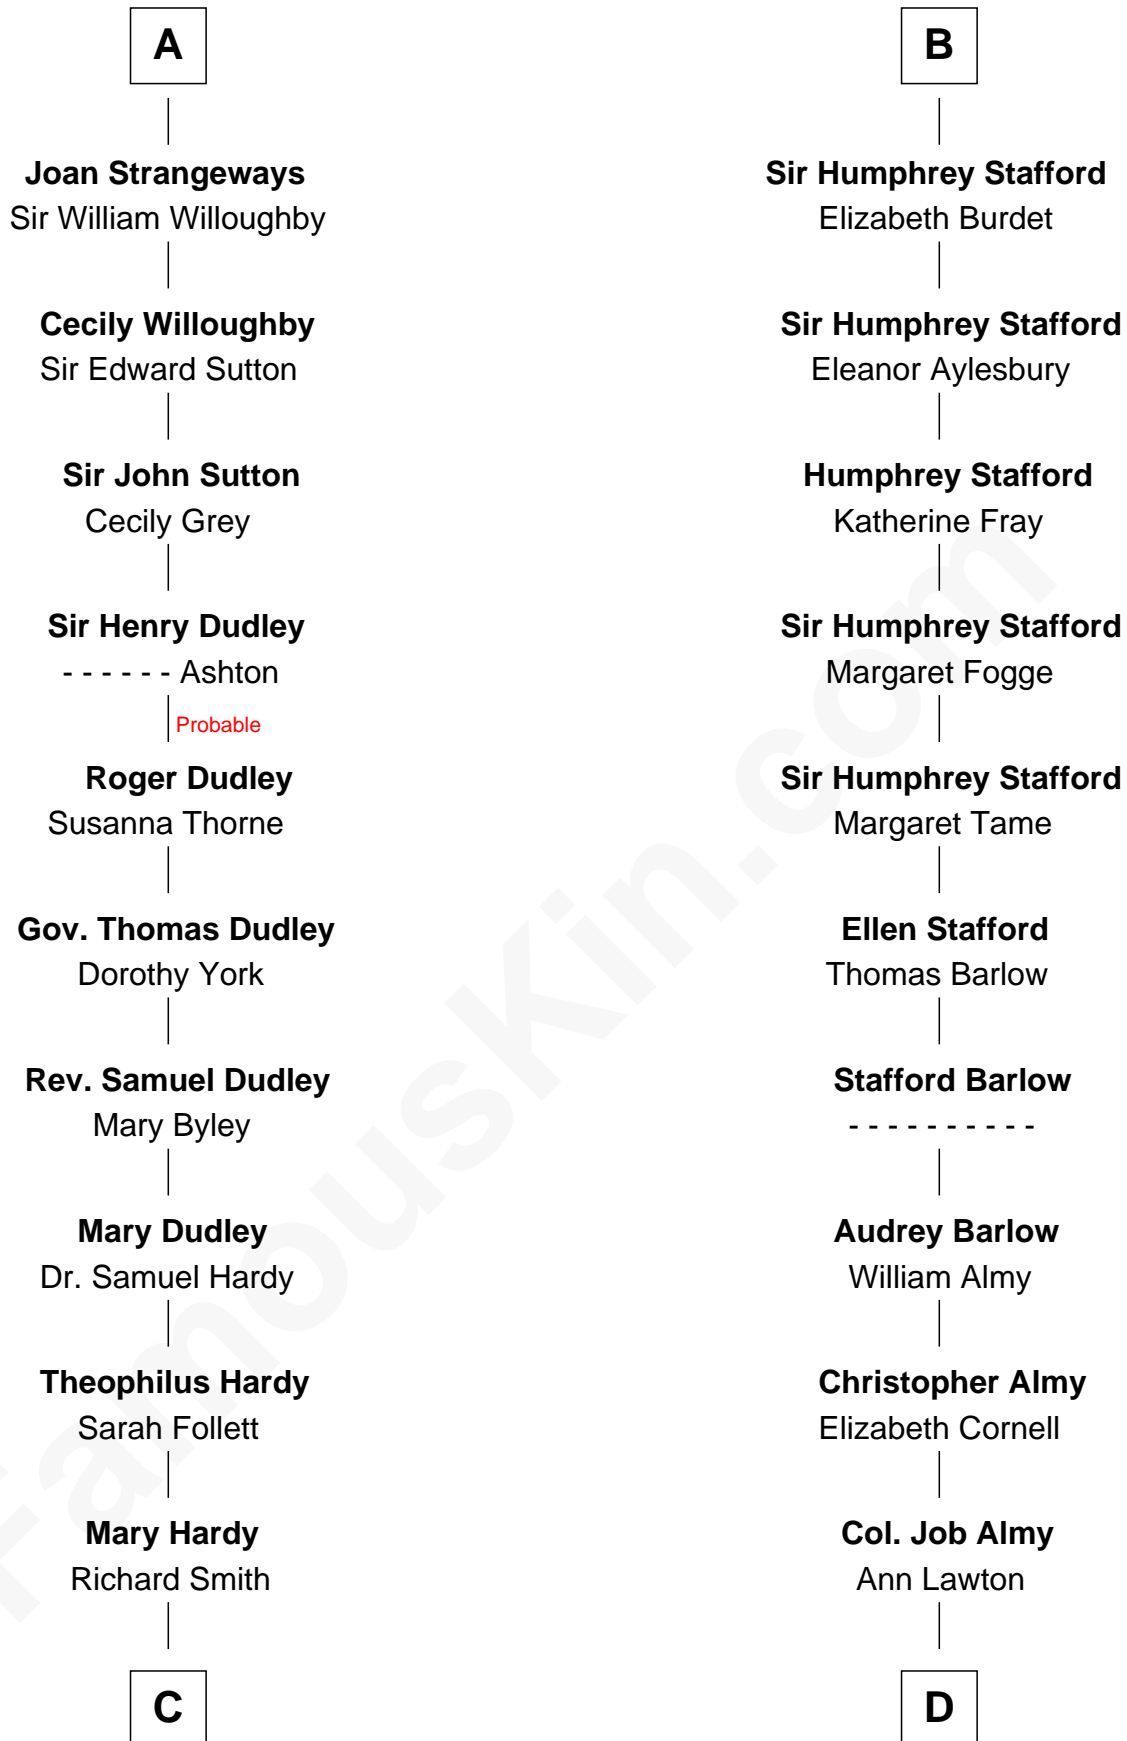 A
Joan Strangeways
Sir William Willoughby
Cecily Willoughby
Sir Edward Sutton
Sir John Sutton
Cecily Grey
Sir Henry Dudley
- - - - - - Ashton
Probable
Roger Dudley
Susanna Thorne
Gov. Thomas Dudley
Dorothy York
Rev. Samuel Dudley
Mary Byley
Mary Dudley
Dr. Samuel Hardy
Theophilus Hardy
Sarah Follett
Mary Hardy
Richard Smith
C
B
Sir Humphrey Stafford
Elizabeth Burdet
Sir Humphrey Stafford
Eleanor Aylesbury
Humphrey Stafford
Katherine Fray
Sir Humphrey Stafford
Margaret Fogge
Sir Humphrey Stafford
Margaret Tame
Ellen Stafford
Thomas Barlow
Stafford Barlow
- - - - - - - - - -
Audrey Barlow
William Almy
Christopher Almy
Elizabeth Cornell
Col. Job Almy
Ann Lawton
D
FamousKin.com